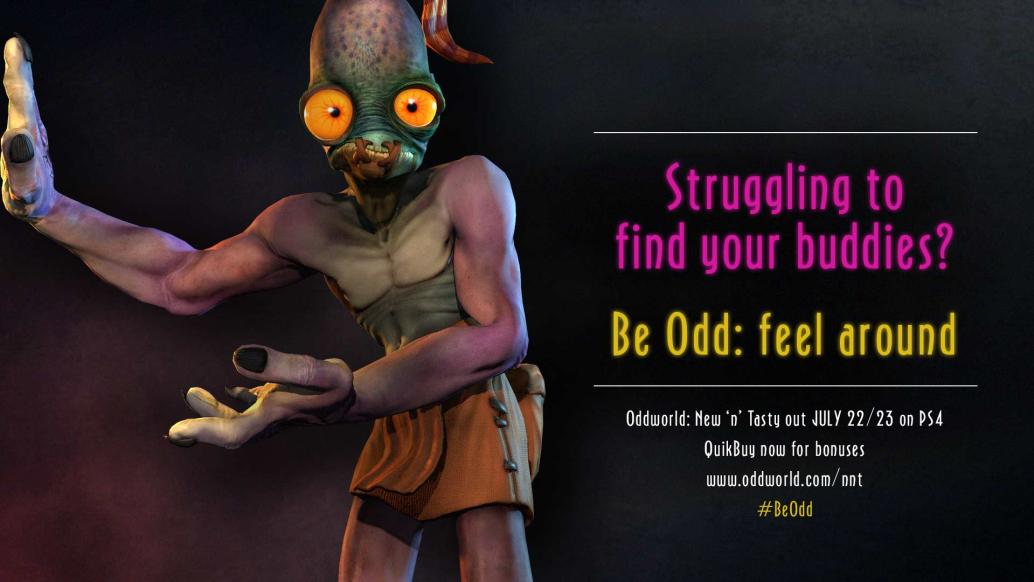 Struggling to
find your buddies?
Be Odd: feel around
Oddworld: New ‘n’ Tasty out JULY 22/23 on PS4
QuikBuy now for bonuses
www.oddworld.com/nnt
#BeOdd